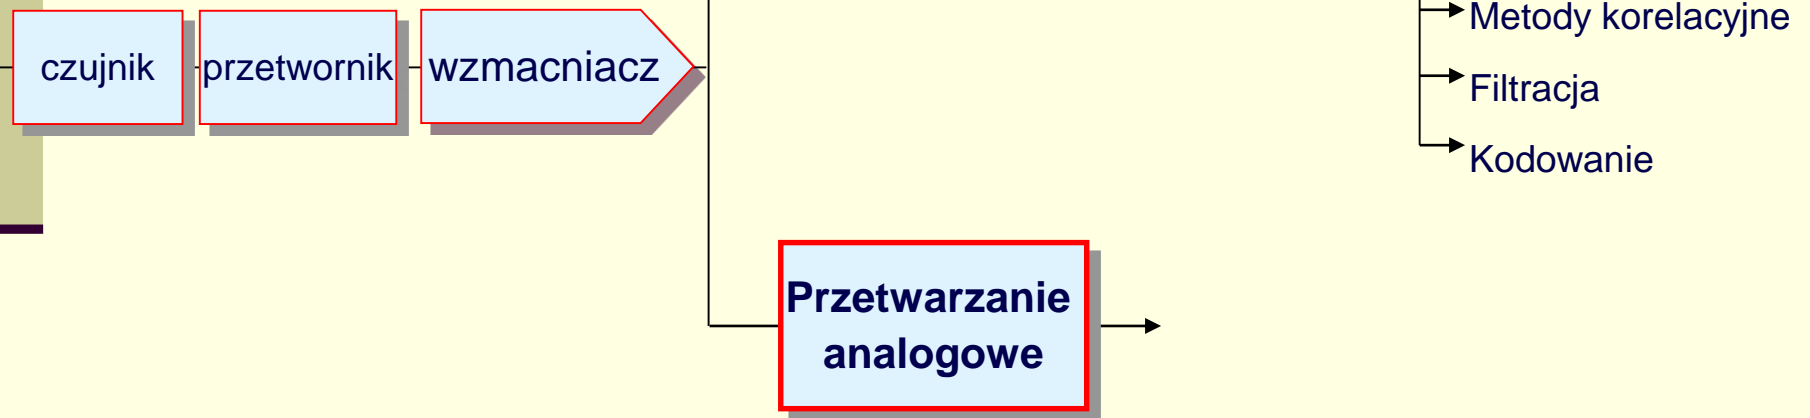 czujnik
przetwornik
wzmacniacz
Metody korelacyjne
Filtracja
Kodowanie
Przetwarzanie
analogowe